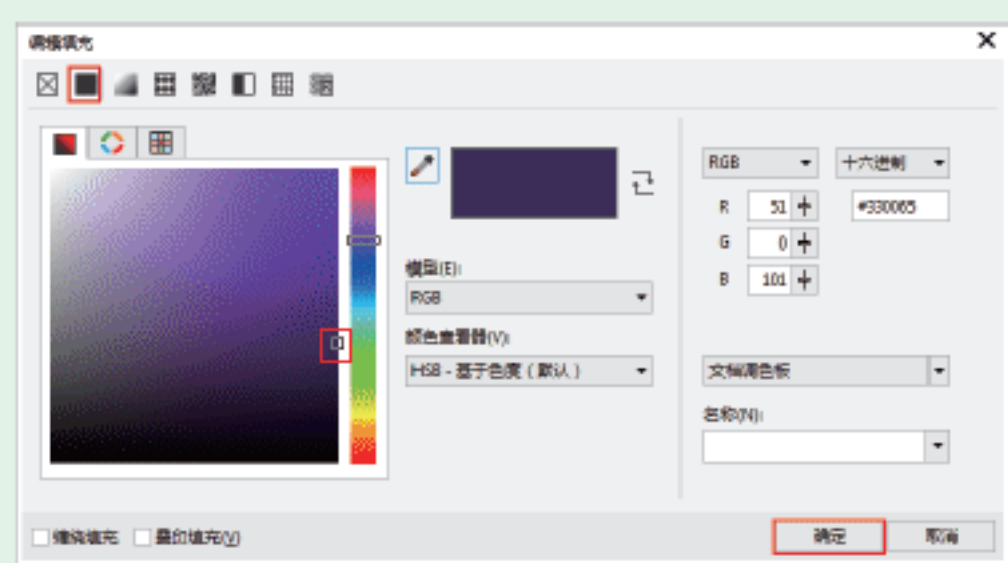 编辑填充
RGB
十六进制
R 51
#330065
G 0
B 101
模型(E):
RGB
颜色查看器(V):
HSB - 基于色度 ( 默认 )
文档调色板
名称(N):
缠绕填充
叠印填充(V)
确定
取消